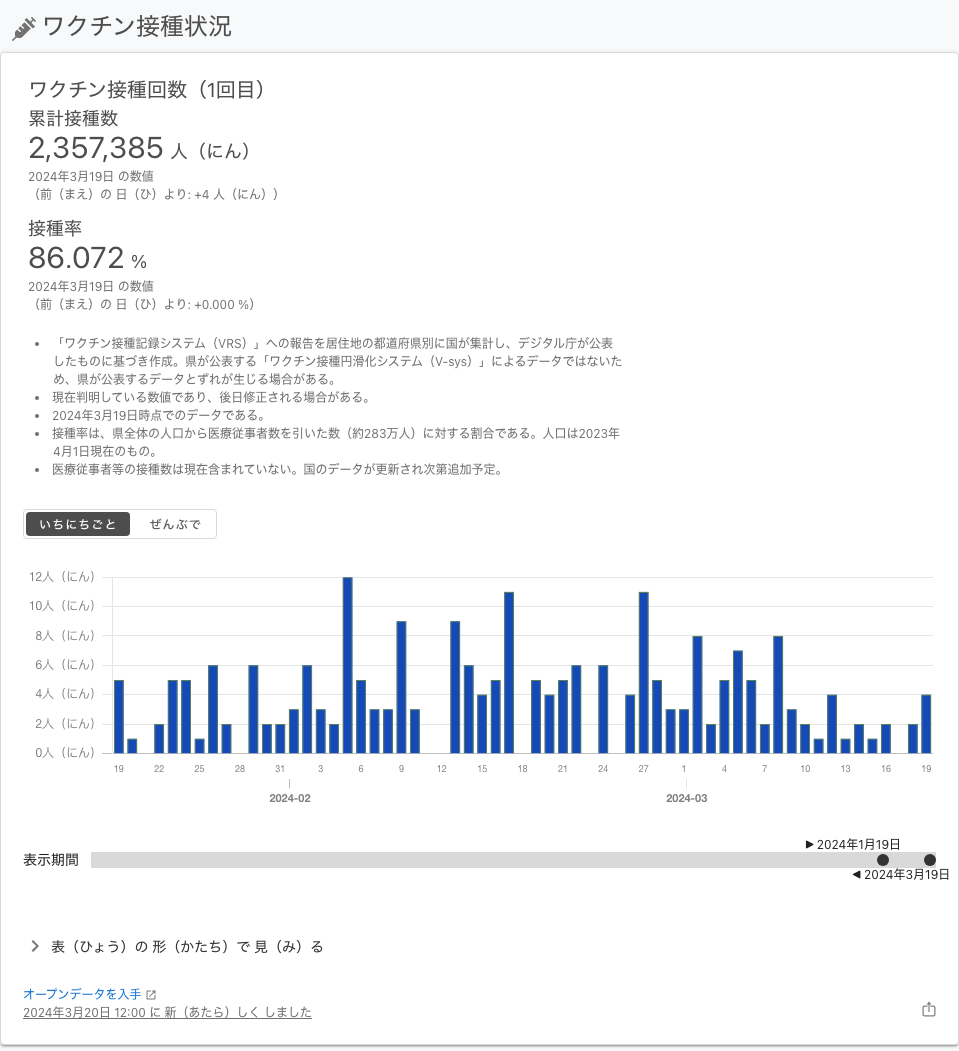 ワクチン接種状況
ワクチン接種回数（1回目）
累計接種数
2,357,385 人（にん）
2024年3月19日 の数値
（前（まえ）の 日（ひ）より: +4 人（にん））
接種率
86.072 %
2024年3月19日 の数値
（前（まえ）の 日（ひ）より: +0.000 %）
• 「ワクチン接種記録システム（VRS）」への報告を居住地の都道府県別に国が集計し、デジタル庁が公表
したものに基づき作成。県が公表する「ワクチン接種円滑化システム（V-sys）」によるデータではないた
め、県が公表するデータとずれが生じる場合がある。
• 現在判明している数値であり、後日修正される場合がある。
• 2024年3月19日時点でのデータである。
• 接種率は、県全体の人口から医療従事者数を引いた数（約283万人）に対する割合である。人口は2023年
4月1日現在のもの。
• 医療従事者等の接種数は現在含まれていない。国のデータが更新され次第追加予定。
いちにちごと ぜんぶで
12人（にん）
10人（にん）
8人（にん）
6人（にん）
4人（にん）
2人（にん）
0人（にん）
19 22 25 28 31 3 6 9 12 15 18 21 24 27 1 4 7 10 13 16 19
2024-02 2024-03
▶ 2024年1月19日
表示期間
◀ 2024年3月19日
表（ひょう）の 形（かたち）で 見（み）る
オープンデータを入手
2024年3月20日 12:00 に 新（あたら）しく しました